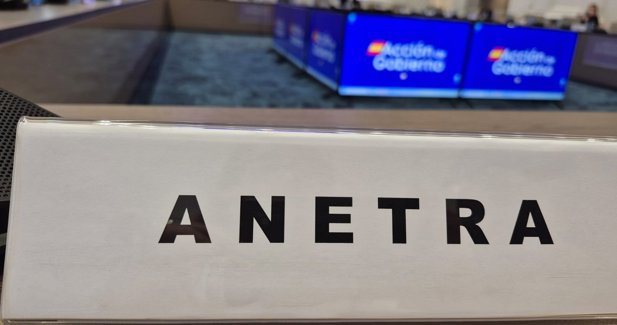 Acción de
Gobierno
Acción de
Gobierno
ANETRA